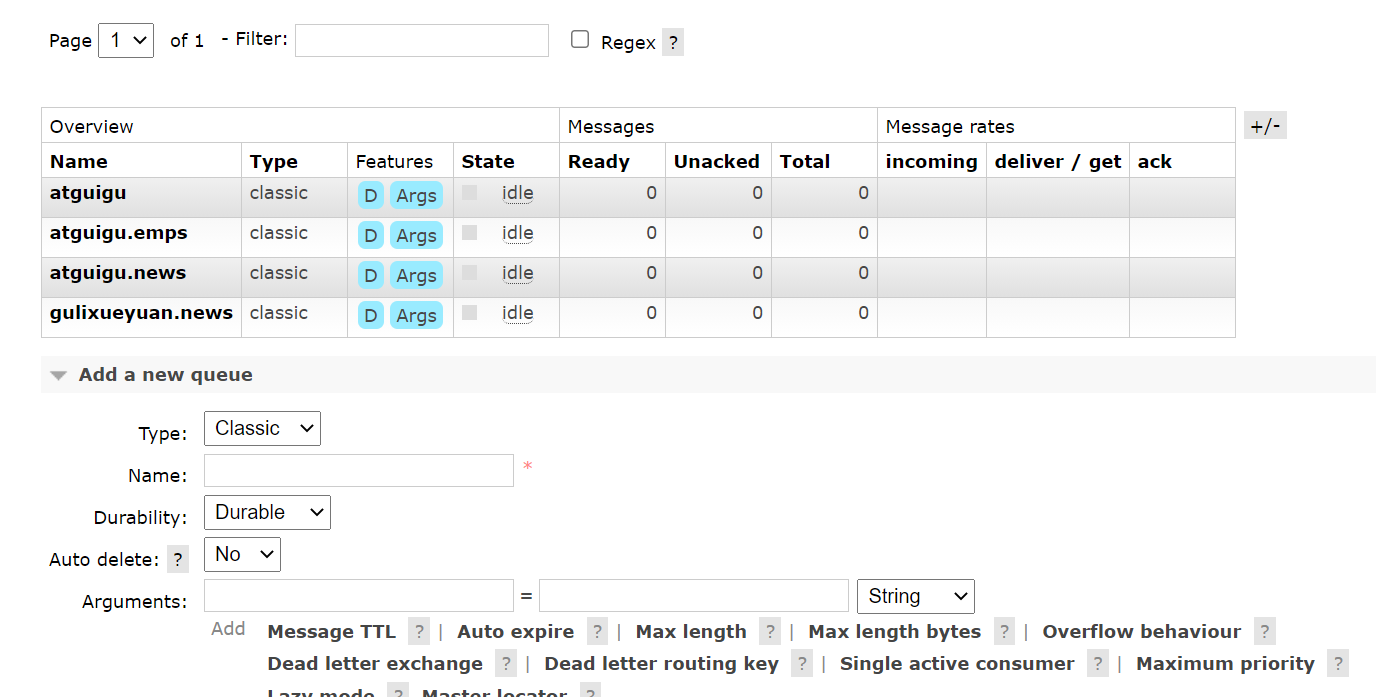 Page 1 of 1 - Filter: Regex ?
Overview Messages Message rates +/-
Name Type Features State Ready Unacked Total incoming deliver / get ack
atguigu classic D Args idle 0 0 0
atguigu.emps classic D Args idle 0 0 0
atguigu.news classic D Args idle 0 0 0
gulixueyuan.news classic D Args idle 0 0 0
Add a new queue
Type: Classic
Name: *
Durability: Durable
Auto delete: ? No
Arguments: = String
Add Message TTL ? | Auto expire ? | Max length ? | Max length bytes ? | Overflow behaviour ?
Dead letter exchange ? | Dead letter routing key ? | Single active consumer ? | Maximum priority ?
Lazy mode ? Master locator ?